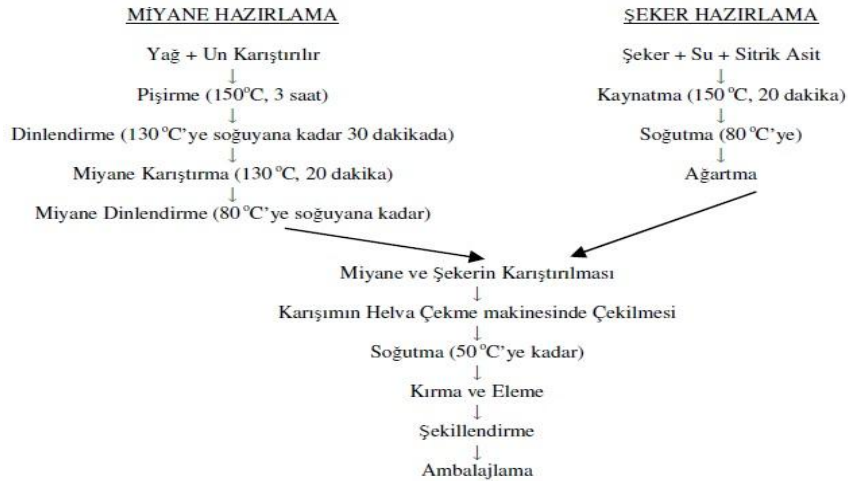 MİYANE HAZIRLAMA
Yağ + Un Karıştırılır
↓
Pişirme (150°C, 3 saat)
↓
Dinlendirme (130 °C'ye soğuyana kadar 30 dakikada)
↓
Miyane Karıştırma (130 °C, 20 dakika)
↓
Miyane Dinlendirme (80 °C'ye soğuyana kadar)
ŞEKER HAZIRLAMA
Şeker + Su + Sitrik Asit
↓
Kaynatma (150 °C, 20 dakika)
↓
Soğutma (80 °C'ye)
↓
Ağartma
Miyane ve Şekerin Karıştırılması
↓
Karışımın Helva Çekme makinesinde Çekilmesi
↓
Soğutma (50 °C'ye kadar)
↓
Kırma ve Eleme
↓
Şekillendirme
↓
Ambalajlama